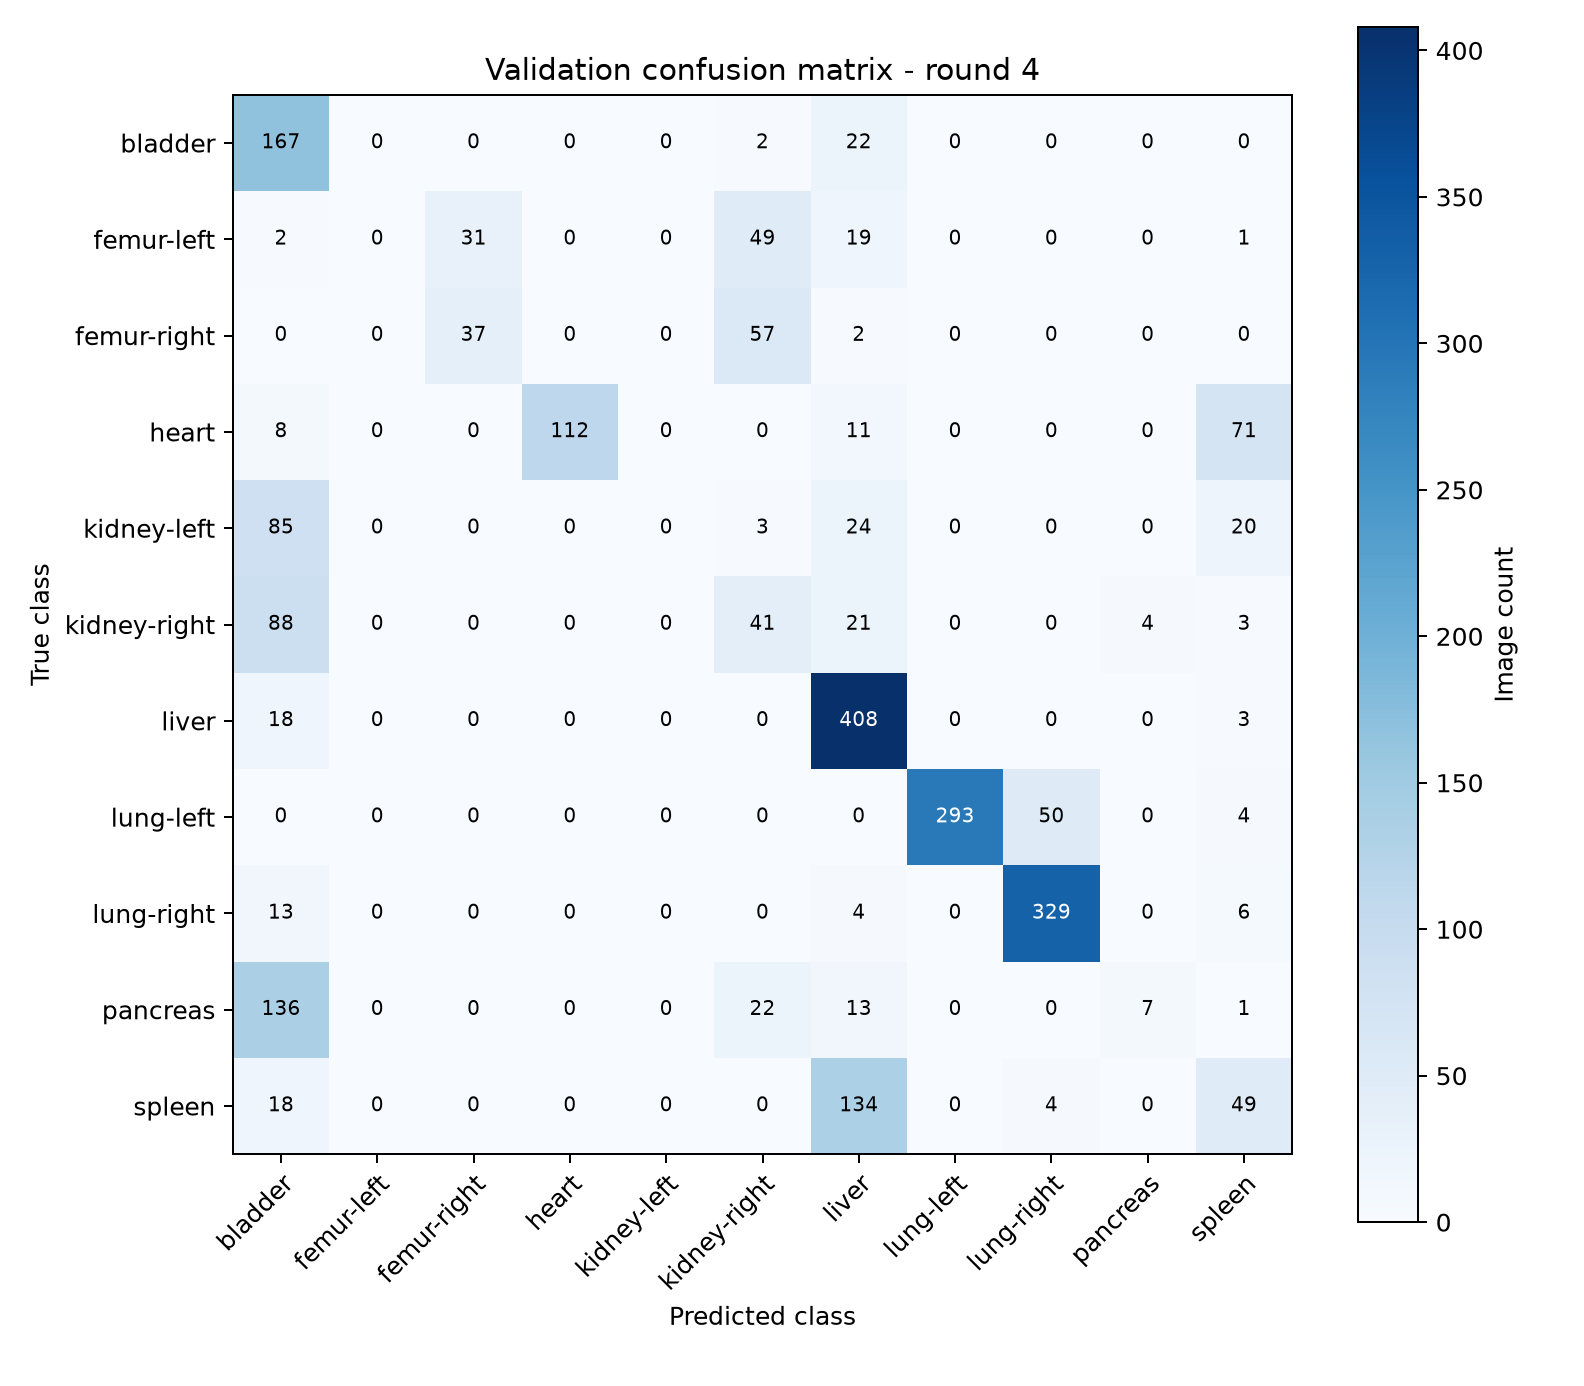 Validation confusion matrix - round 4
bladder 167 0 0 0 0 2 22 0 0 0 0
femur-left 2 0 31 0 0 49 19 0 0 0 1
femur-right 0 0 37 0 0 57 2 0 0 0 0
heart 8 0 0 112 0 0 11 0 0 0 71
kidney-left 85 0 0 0 0 3 24 0 0 0 20
kidney-right 88 0 0 0 0 41 21 0 0 4 3
liver 18 0 0 0 0 0 408 0 0 0 3
lung-left 0 0 0 0 0 0 0 293 50 0 4
lung-right 13 0 0 0 0 0 4 0 329 0 6
pancreas 136 0 0 0 0 22 13 0 0 7 1
spleen 18 0 0 0 0 0 134 0 4 0 49
True class
bladder femur-left femur-right heart kidney-left kidney-right liver lung-left lung-right pancreas spleen
Predicted class
400
350
300
250
200
150
100
50
0
Image count